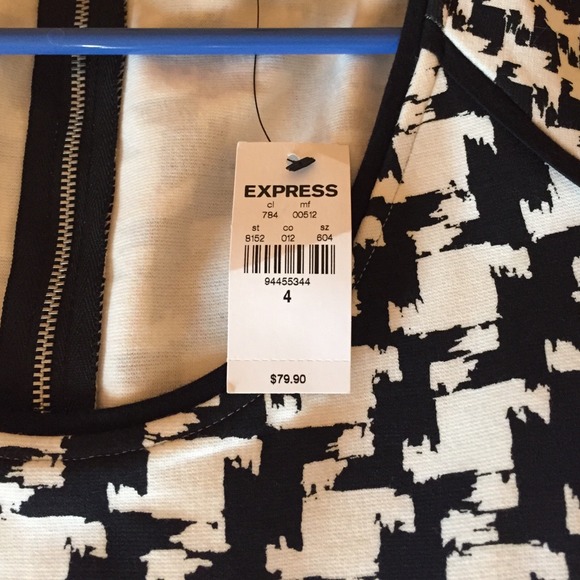 EXPRESS
cl mf
784 00512
st co sz
8152 012 604
94455344
4
$79.90